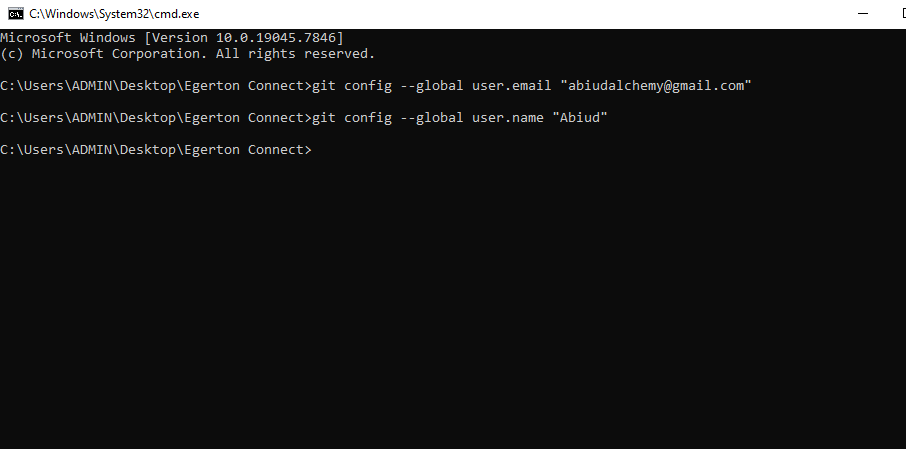 C:\Windows\System32\cmd.exe
Microsoft Windows [Version 10.0.19045.7846]
(c) Microsoft Corporation. All rights reserved.
C:\Users\ADMIN\Desktop\Egerton Connect>git config --global user.email "abiudalchemy@gmail.com"
C:\Users\ADMIN\Desktop\Egerton Connect>git config --global user.name "Abiud"
C:\Users\ADMIN\Desktop\Egerton Connect>